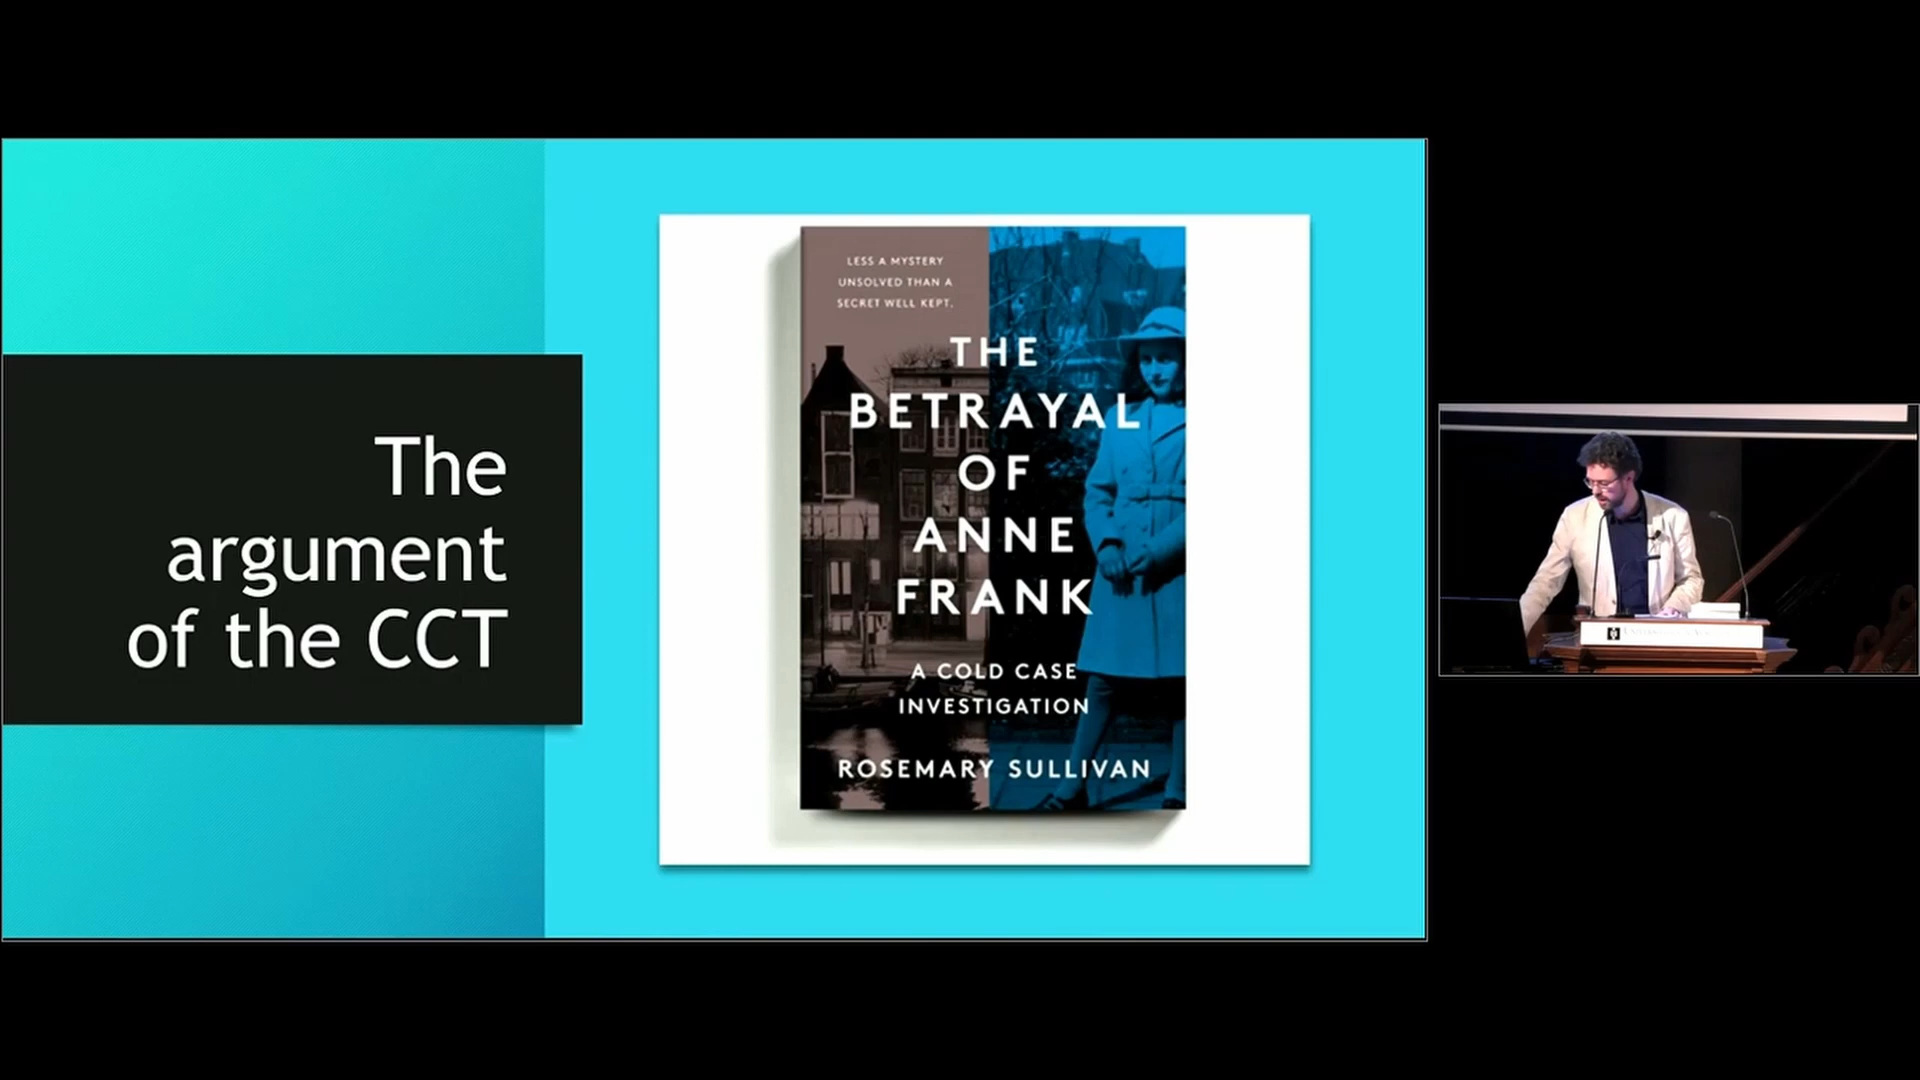 The
argument
of the CCT
LESS A MYSTERY
UNSOLVED THAN A
SECRET WELL KEPT.
THE
BETRAYAL
OF
ANNE
FRANK
A COLD CASE
INVESTIGATION
ROSEMARY SULLIVAN